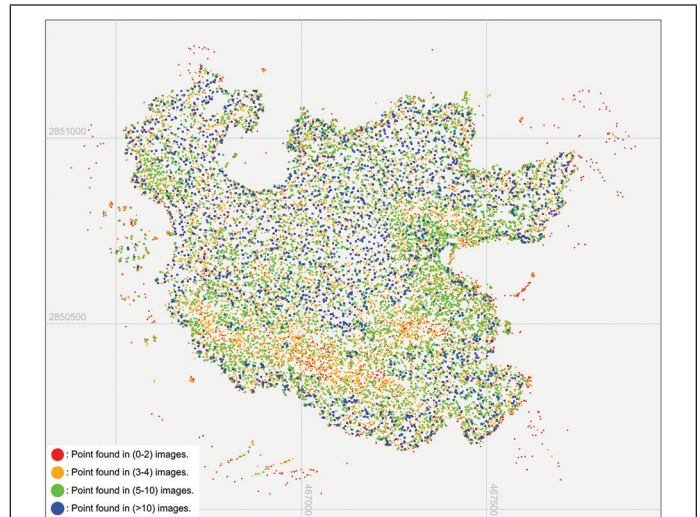 2851000
2850500
: Point found in (0-2) images.
: Point found in (3-4) images.
: Point found in (5-10) images.
: Point found in (>10) images.
467000
467500